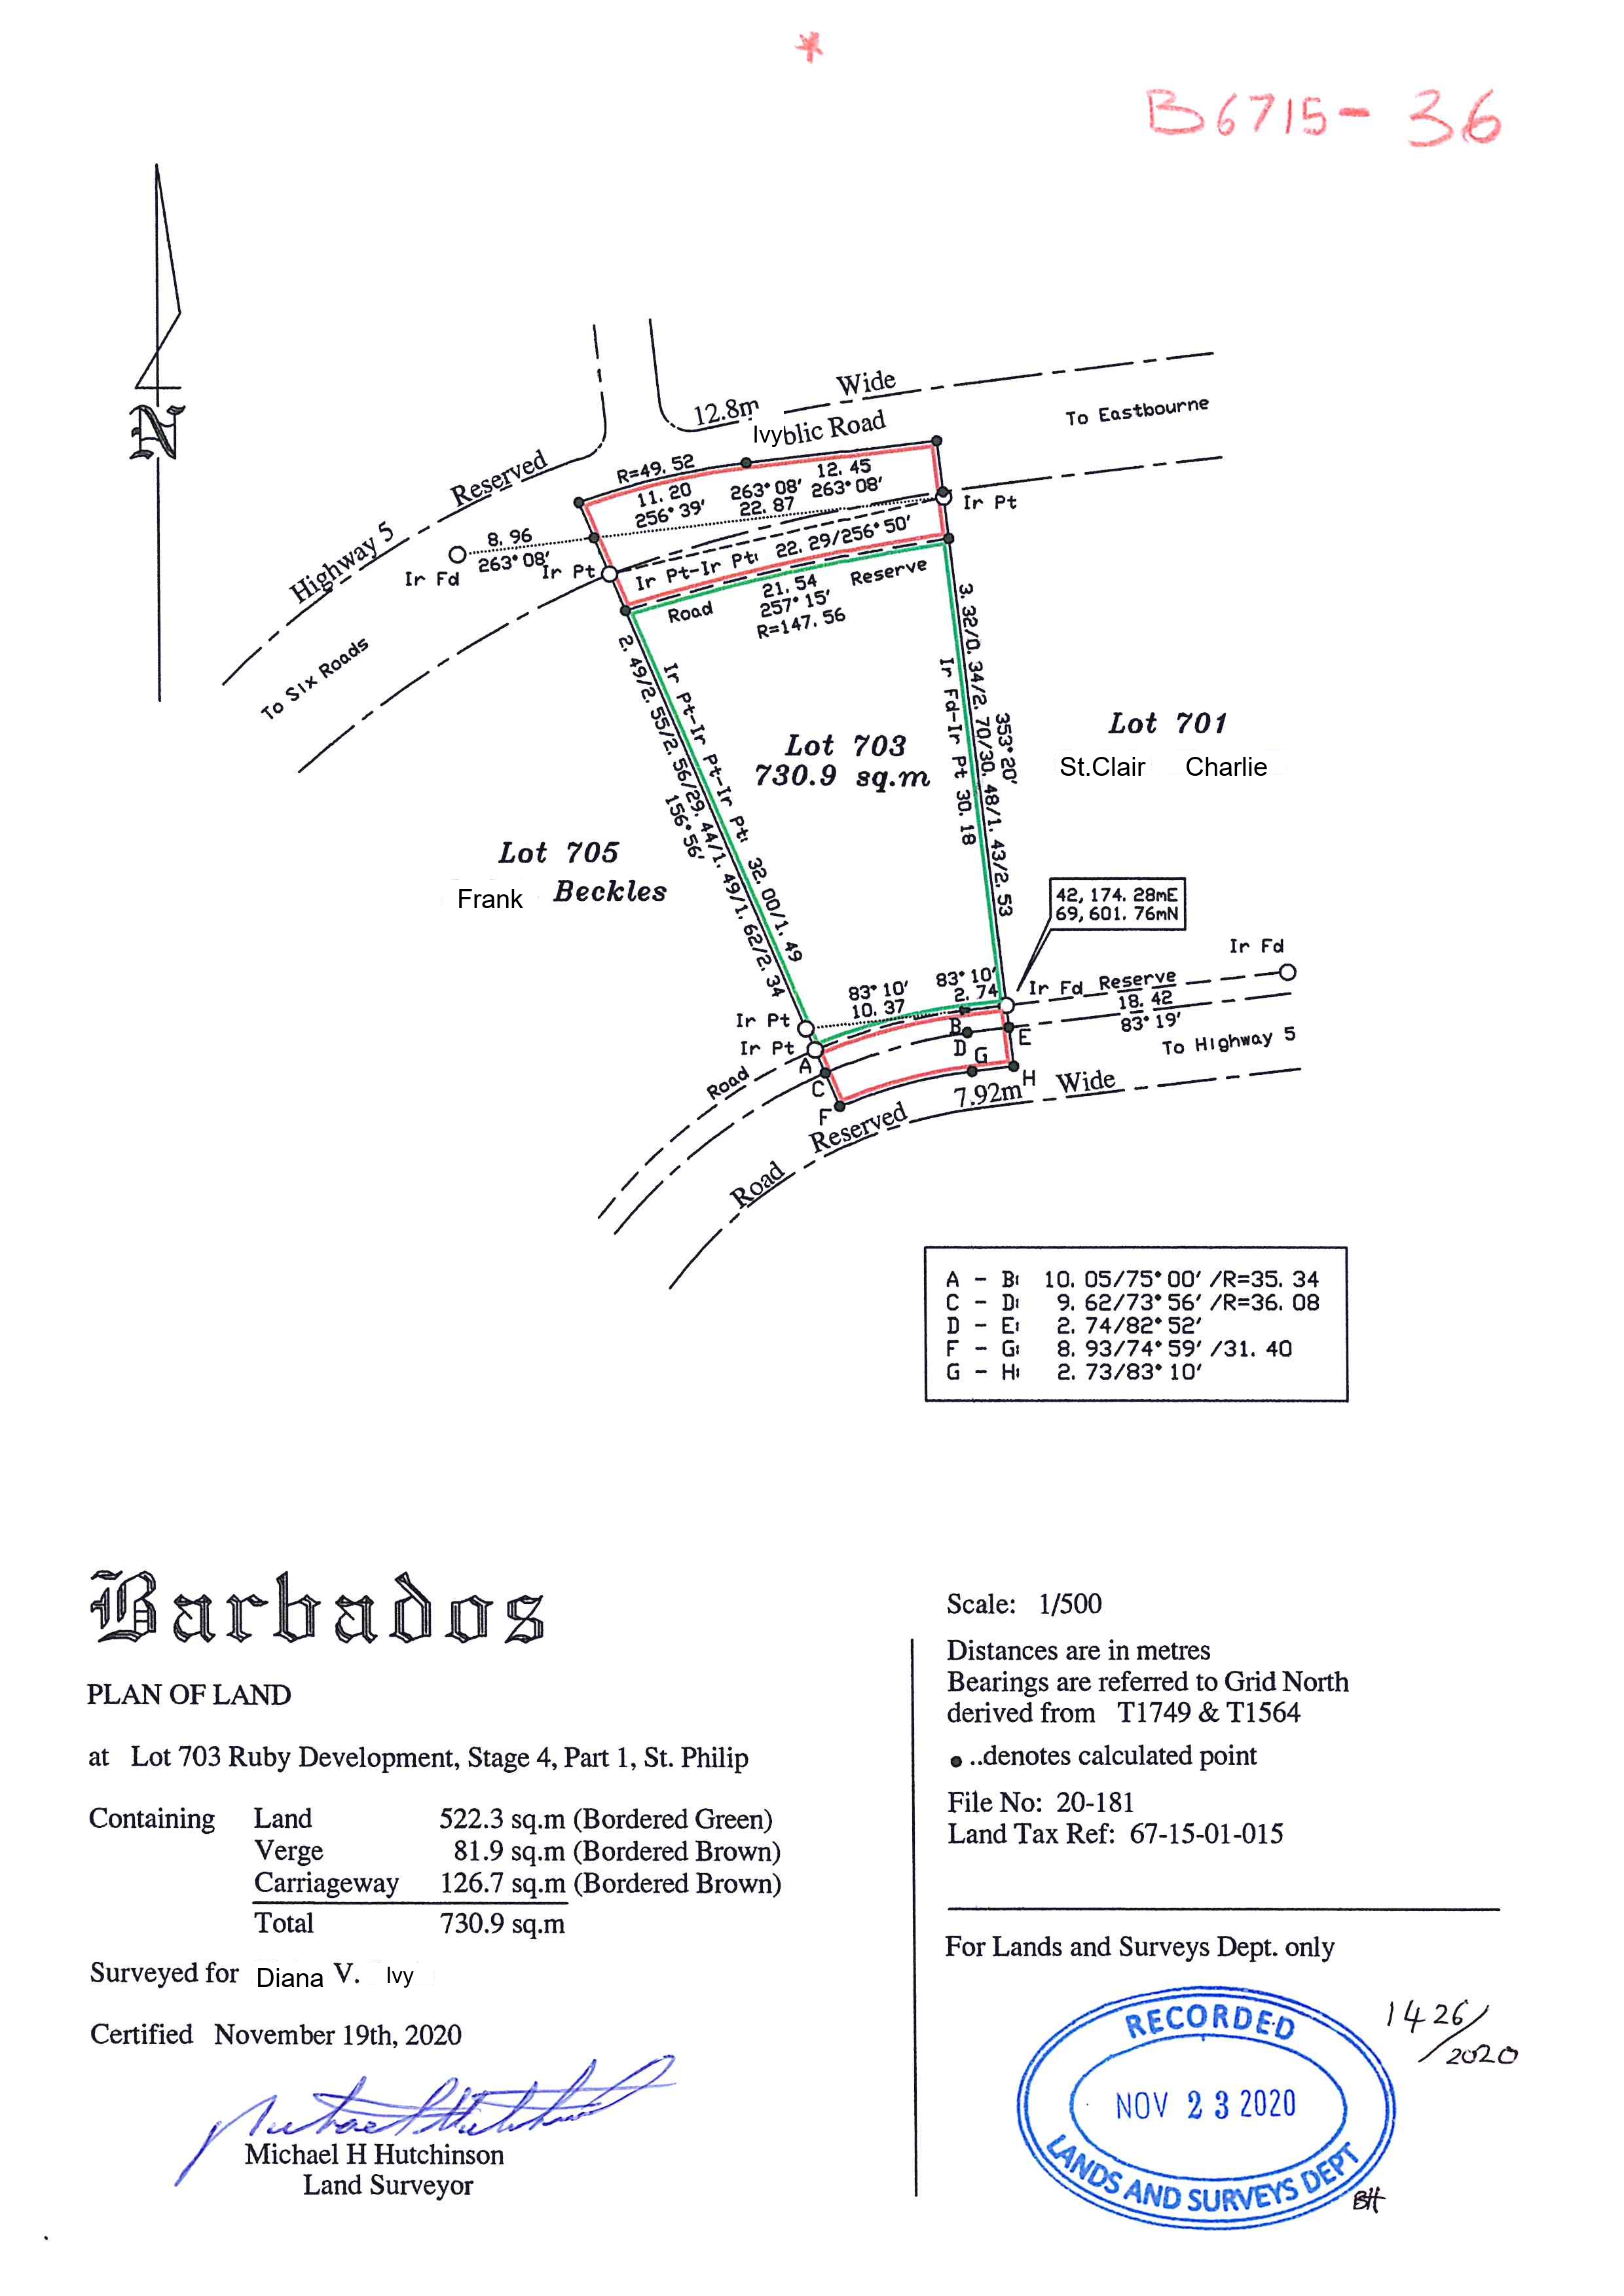 *
B6715-36
N
Wide
12.8m
Ivyblic Road
To Eastbourne
Reserved
Highway 5
R=49.52
11.20
256°39'
263°08'
22.87
12.45
263°08'
Ir Pt
8.96
263°08'
Ir Fd
Ir Pt
Ir Pt-Ir Pt: 22.29/256°50'
Road Reserve
21.54
257°15'
R=147.56
To Six Roads
2.49/2.55/2.56/29.44/1.49/1.62/2.34
156°56'
Ir Pt-Ir Pt-Ir Pt: 32.00/1.49
3.32/0.34/2.70/30.48/1.43/2.53
353°20'
Ir Fd-Ir Pt 30.18
Lot 703
730.9 sq.m
Lot 701
St.Clair Charlie
Lot 705
Frank Beckles
42,174.28mE
69,601.76mN
Ir Fd
83°10'
10.37
83°10'
2.74
Ir Fd Reserve
18.42
83°19'
To Highway 5
Ir Pt
Ir Pt
A
B
C
D
E
F
G
H
Road
7.92m Wide
Road Reserved
A - B: 10.05/75°00' /R=35.34
C - D: 9.62/73°56' /R=36.08
D - E: 2.74/82°52'
F - G: 8.93/74°59' /31.40
G - H: 2.73/83°10'
Barbados
PLAN OF LAND
at Lot 703 Ruby Development, Stage 4, Part 1, St. Philip
Containing Land 522.3 sq.m (Bordered Green)
Verge 81.9 sq.m (Bordered Brown)
Carriageway 126.7 sq.m (Bordered Brown)
Total 730.9 sq.m
Surveyed for Diana V. Ivy
Certified November 19th, 2020
Michael H Hutchinson
Land Surveyor
Scale: 1/500
Distances are in metres
Bearings are referred to Grid North
derived from T1749 & T1564
● ..denotes calculated point
File No: 20-181
Land Tax Ref: 67-15-01-015
For Lands and Surveys Dept. only
RECORDED
NOV 23 2020
LANDS AND SURVEYS DEPT
1426/2020
BH